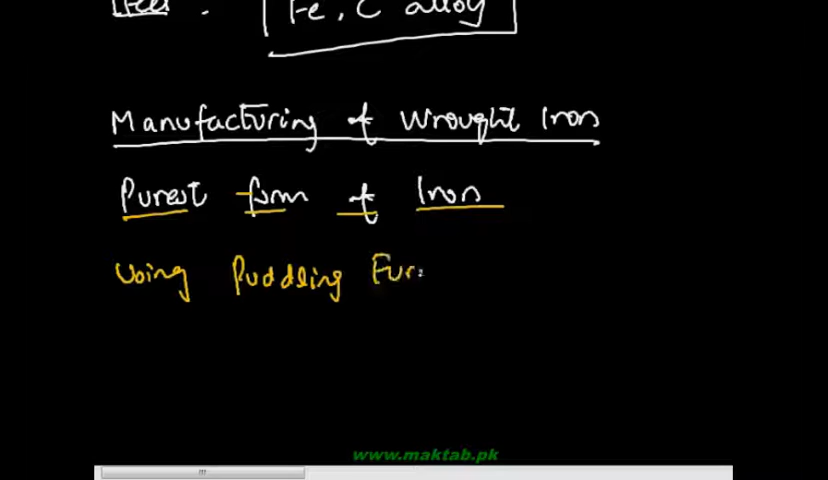 Fe, C alloy
Manufacturing of Wrought Iron
Purest form of Iron
Using Puddling Fur
www.maktab.pk